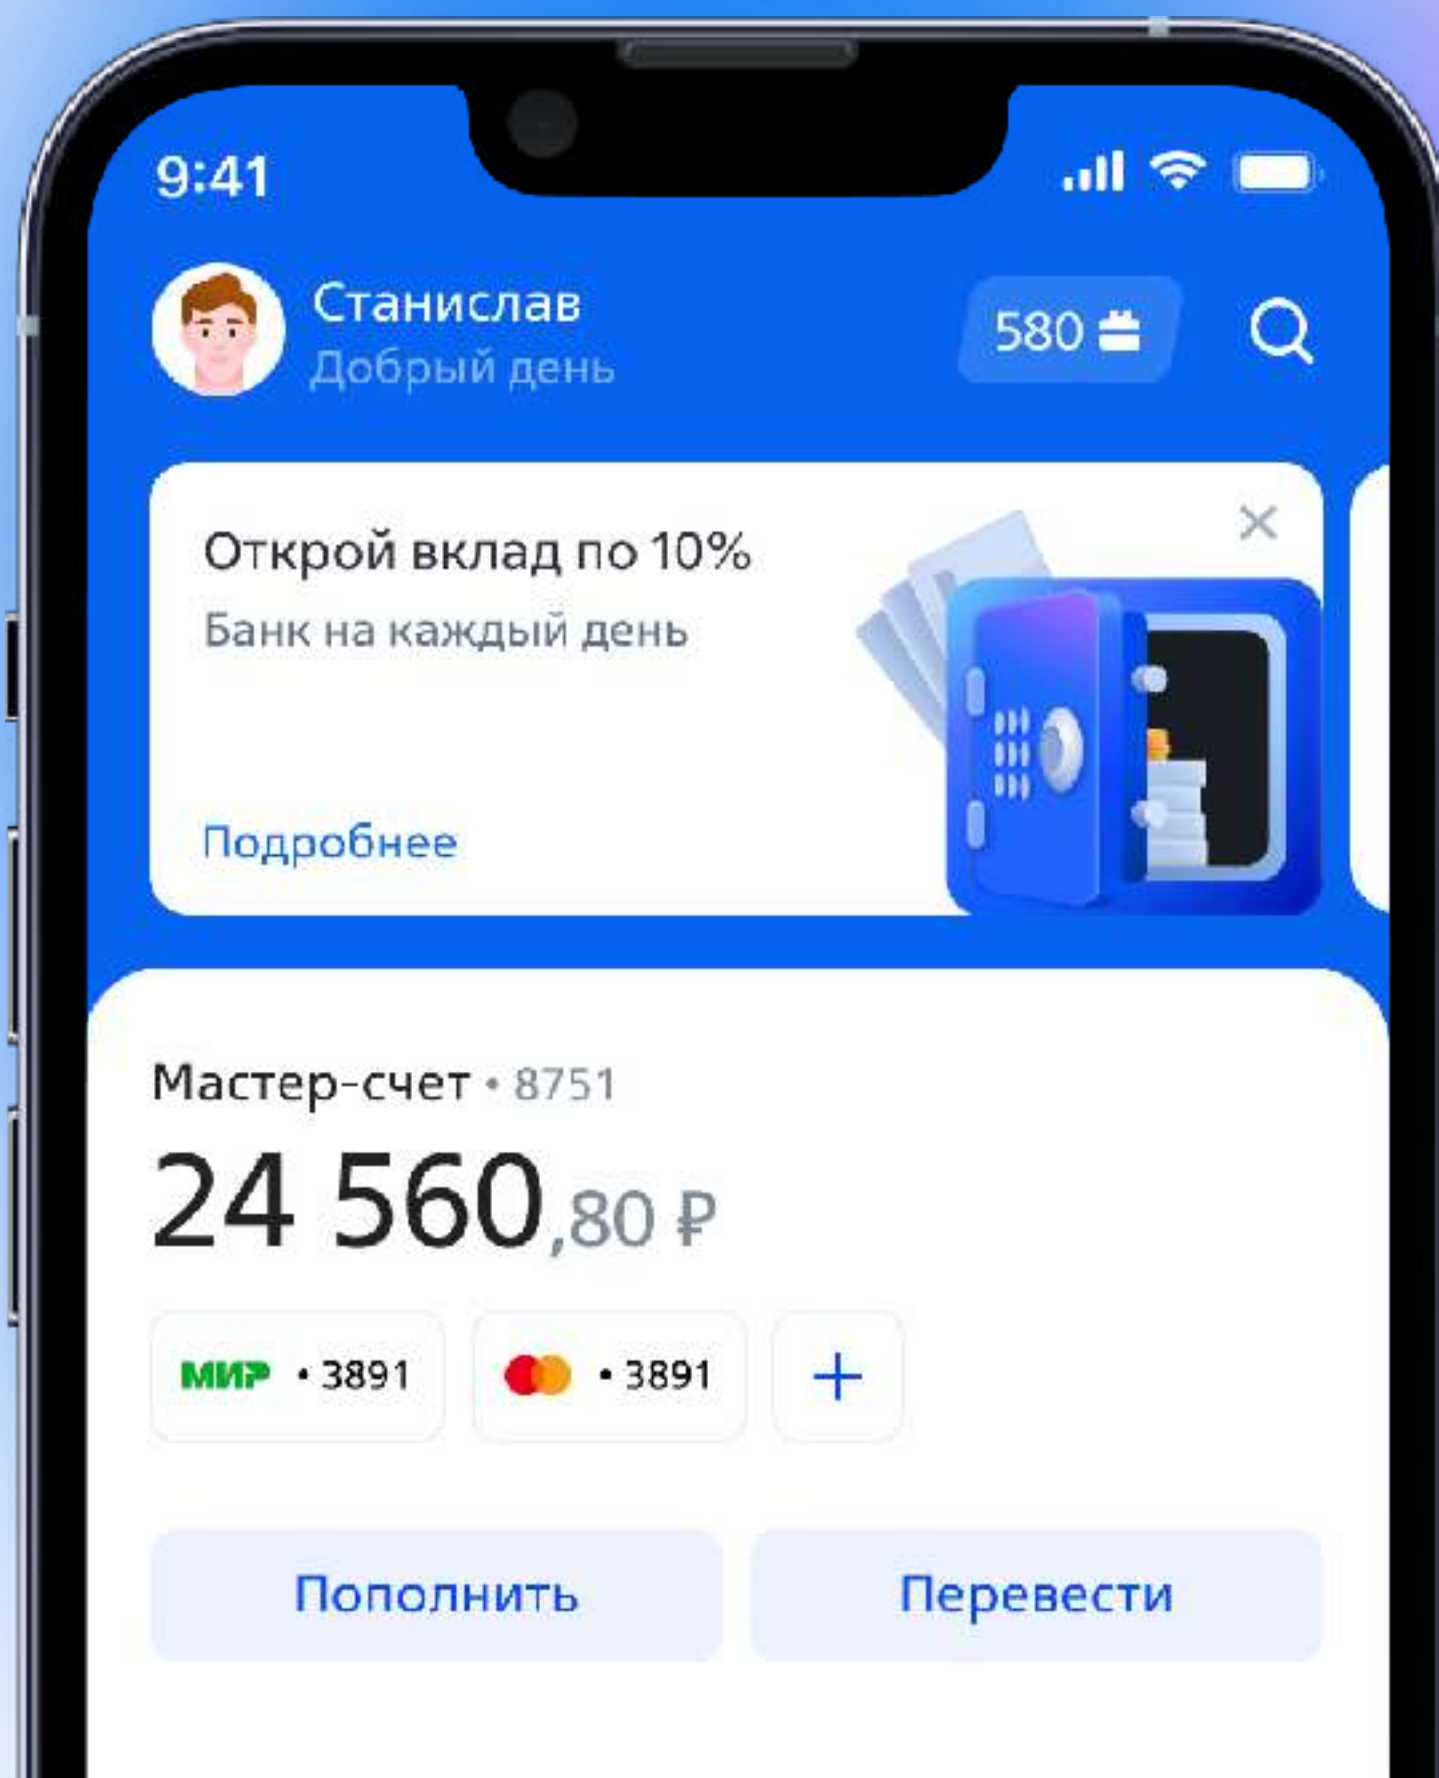 9:41
Станислав
Добрый день
580
Открой вклад по 10%
Банк на каждый день
Подробнее
Мастер-счет • 8751
24 560,80 ₽
МИР • 3891
• 3891
Пополнить
Перевести